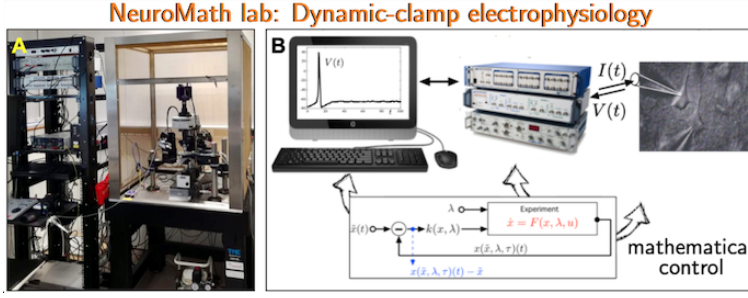 NeuroMath lab: Dynamic-clamp electrophysiology
A
B
V(t)
I(t)
V(t)
λ
Experiment
x̃(t)
−
k(x, λ)
ẋ = F(x, λ, u)
x(x̃, λ, τ)(t)
x(x̃, λ, τ)(t) − x̃
mathematica
control